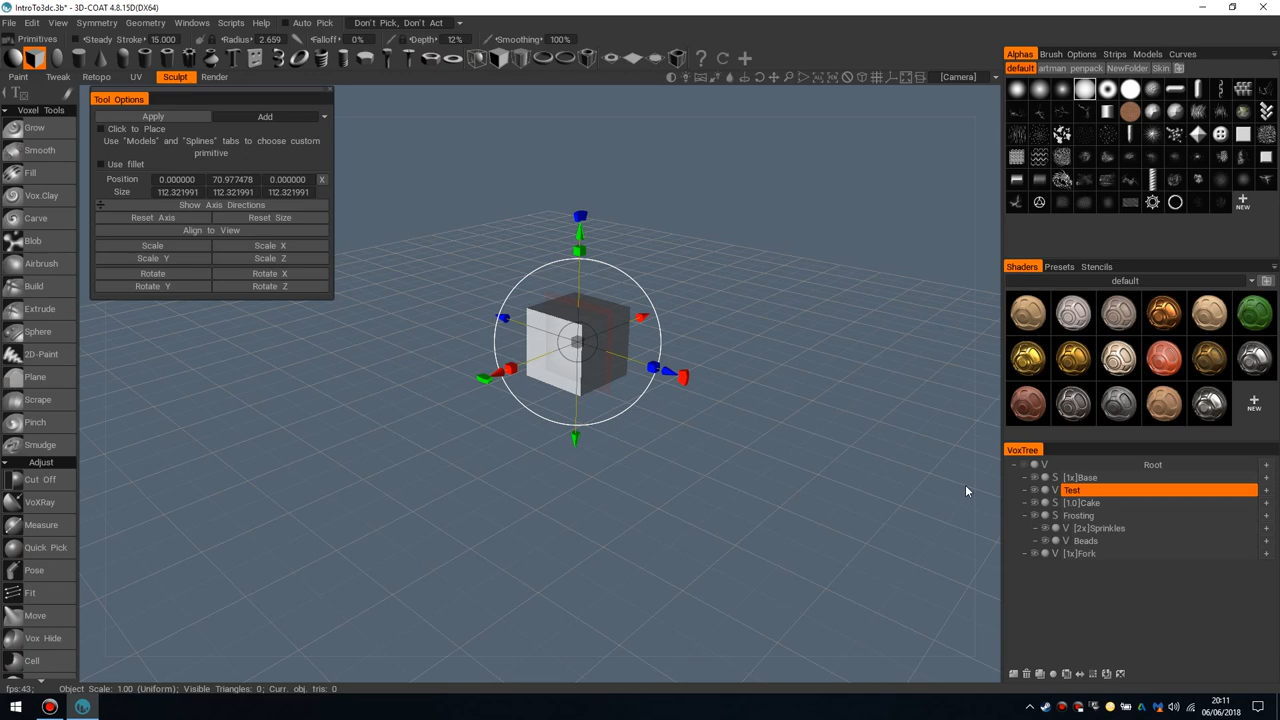 IntroTo3dc.3b* - 3D-COAT 4.8.15D(DX64)
File Edit View Symmetry Geometry Windows Scripts Help Auto Pick Don't Pick, Don't Act
Primitives Steady Stroke 15.000 Radius 2.659 Falloff 0% Depth 12% Smoothing 100%
Paint Tweak Retopo UV Sculpt Render [Camera]
Voxel Tools
Grow
Smooth
Fill
Vox.Clay
Carve
Blob
Airbrush
Build
Extrude
Sphere
2D-Paint
Plane
Scrape
Pinch
Smudge
Adjust
Cut Off
VoXRay
Measure
Quick Pick
Pose
Fit
Move
Vox Hide
Cell
Tool Options
Apply Add
Click to Place
Use "Models" and "Splines" tabs to choose custom
primitive
Use fillet
Position 0.000000 70.977478 0.000000 X
Size 112.321991 112.321991 112.321991
Show Axis Directions
Reset Axis Reset Size
Align to View
Scale Scale X
Scale Y Scale Z
Rotate Rotate X
Rotate Y Rotate Z
Alphas Brush Options Strips Models Curves
default artman penpack NewFolder Skin
NEW
Shaders Presets Stencils
default
NEW
VoxTree
V Root
S [1x]Base
V Test
S [1.0]Cake
S Frosting
V [2x]Sprinkles
V Beads
V [1x]Fork
fps:43; Object Scale: 1.00 (Uniform); Visible Triangles: 0; Curr. obj. tris: 0
20:11
06/06/2018